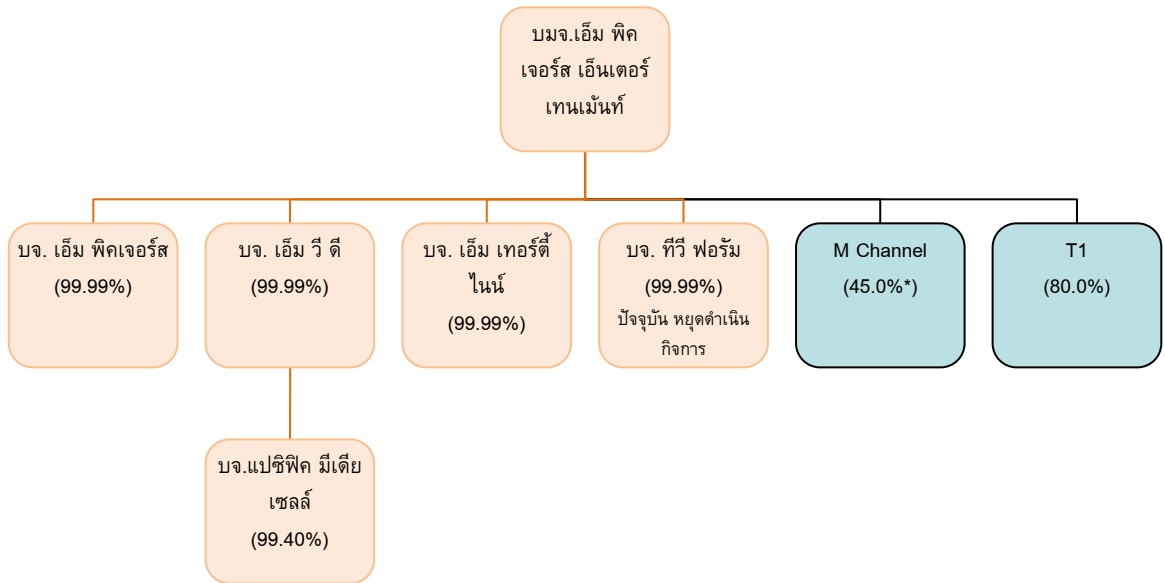 บมจ.เอ็ม พิค
เจอร์ส เอ็นเตอร์
เทนเม้นท์
บจ. เอ็ม พิคเจอร์ส
(99.99%)
บจ. เอ็ม วี ดี
(99.99%)
บจ. เอ็ม เทอร์ตี้
ไนน์
(99.99%)
บจ. ทีวี ฟอรัม
(99.99%)
ปัจจุบัน หยุดดำเนิน
กิจการ
M Channel
(45.0%*)
T1
(80.0%)
บจ.แปซิฟิค มีเดีย
เซลล์
(99.40%)